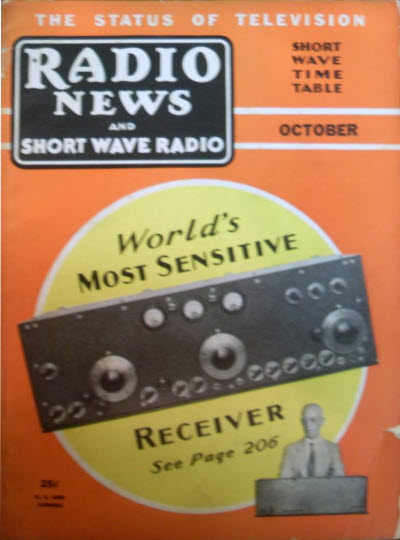 THE STATUS OF TELEVISION
RADIO
NEWS
AND
SHORT WAVE RADIO
SHORT
WAVE
TIME
TABLE
OCTOBER
World's
MOST SENSITIVE
RECEIVER
See Page 206
25¢